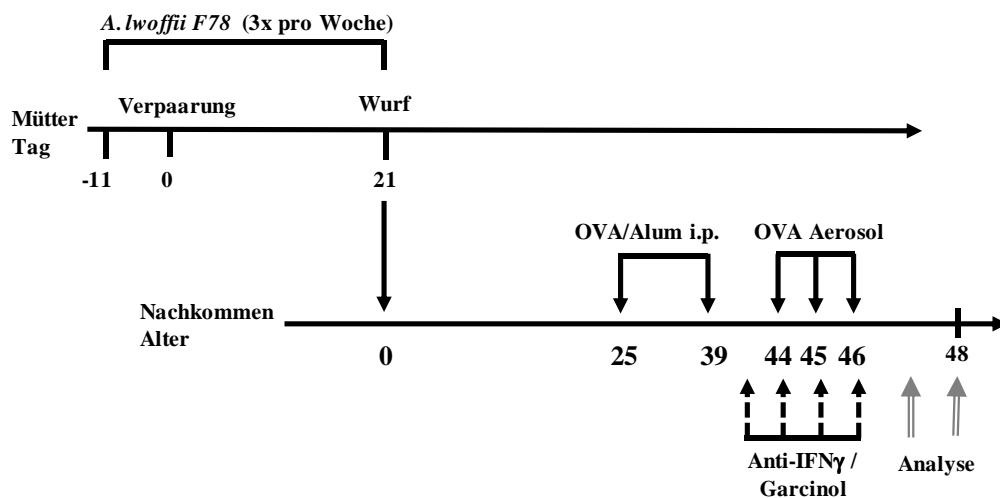 A. lwoffii F78 (3x pro Woche)
Verpaarung
Wurf
Mütter
Tag
-11
0
21
OVA/Alum i.p.
OVA Aerosol
Nachkommen
Alter
0
25
39
44
45
46
48
Anti-IFNγ /
Garcinol
Analyse